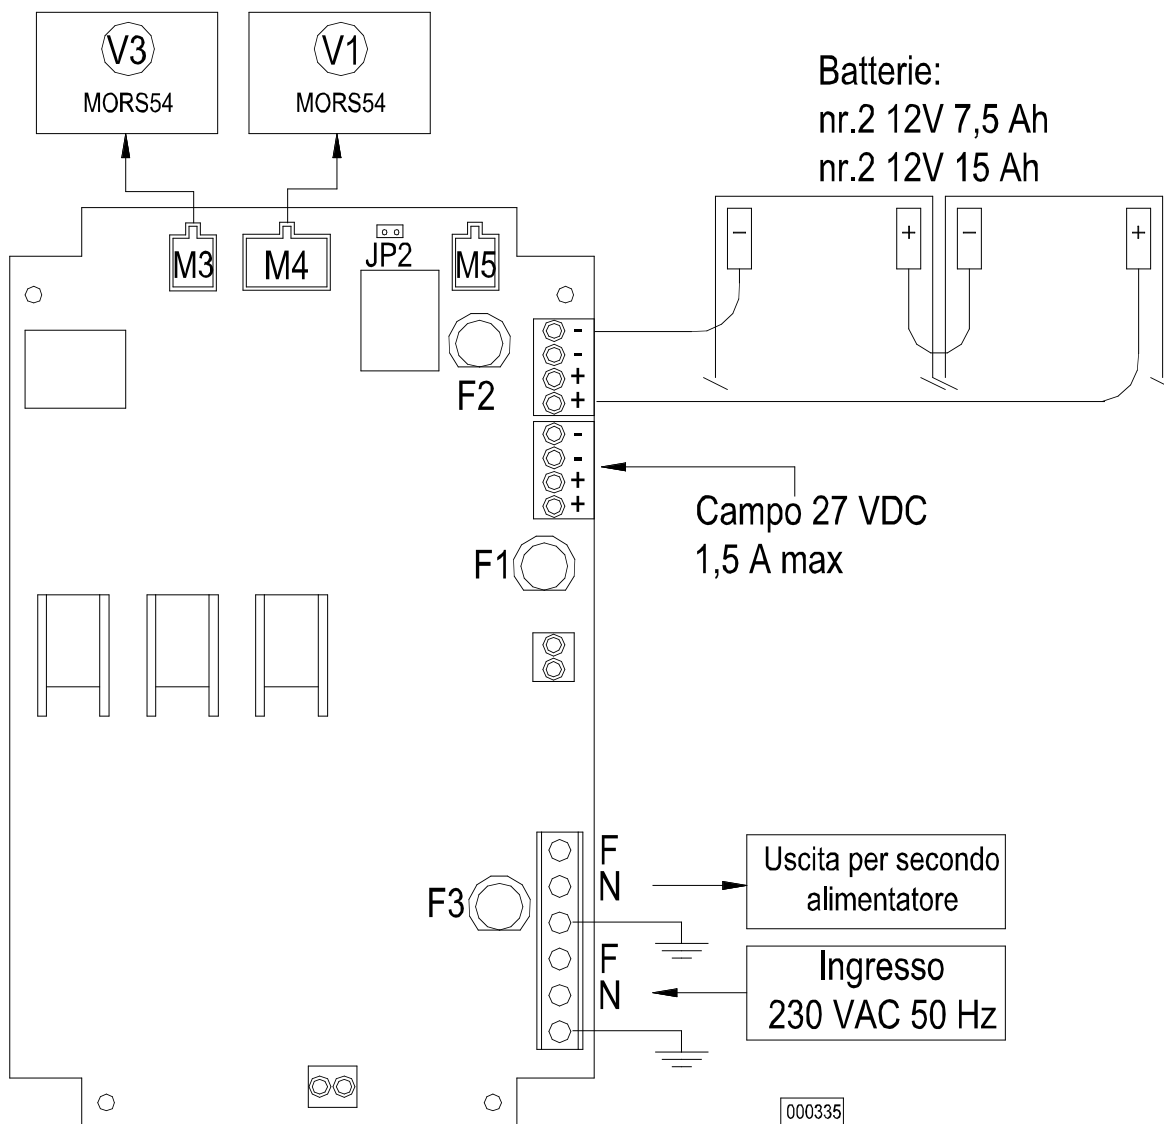 V3
MORS54
V1
MORS54
Batterie:
nr.2 12V 7,5 Ah
nr.2 12V 15 Ah
- + - +
M3
M4
JP2
M5
F2
-
-
+
+
-
-
+
+
Campo 27 VDC
1,5 A max
F1
F
N
Uscita per secondo
alimentatore
F3
F
N
Ingresso
230 VAC 50 Hz
000335